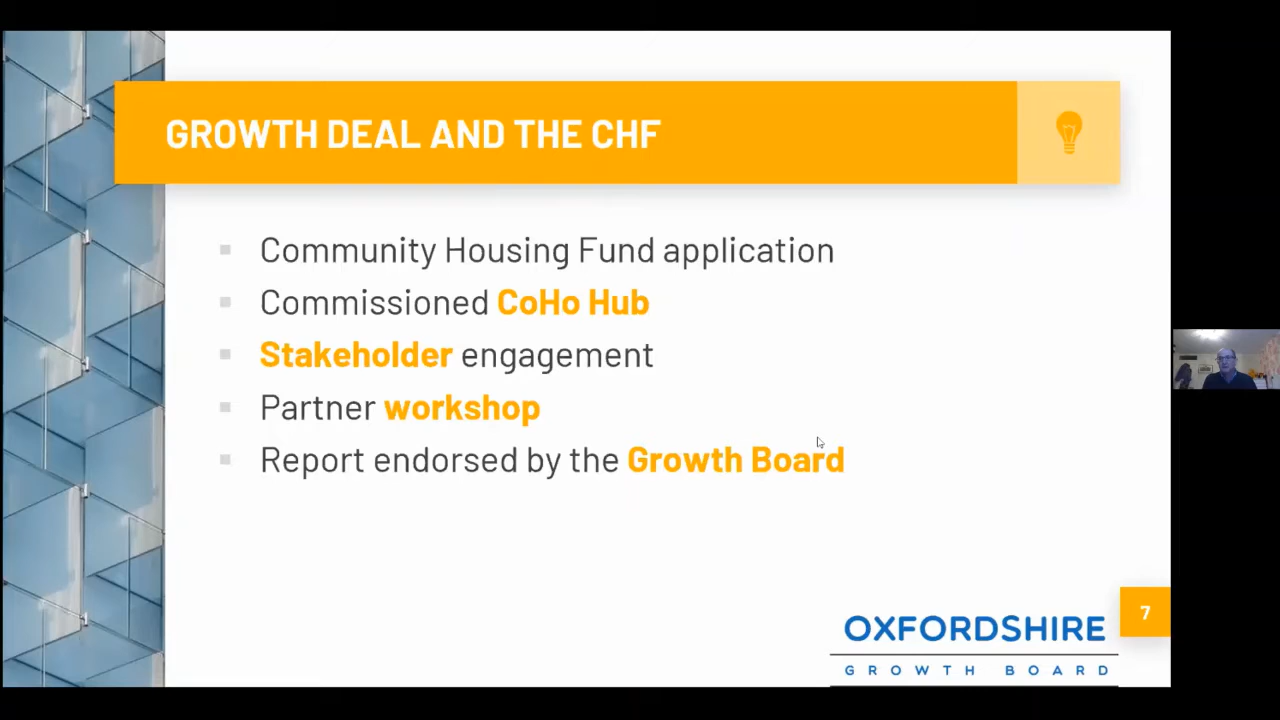 GROWTH DEAL AND THE CHF
Community Housing Fund application
Commissioned CoHo Hub
Stakeholder engagement
Partner workshop
Report endorsed by the Growth Board
7
OXFORDSHIRE
GROWTH BOARD